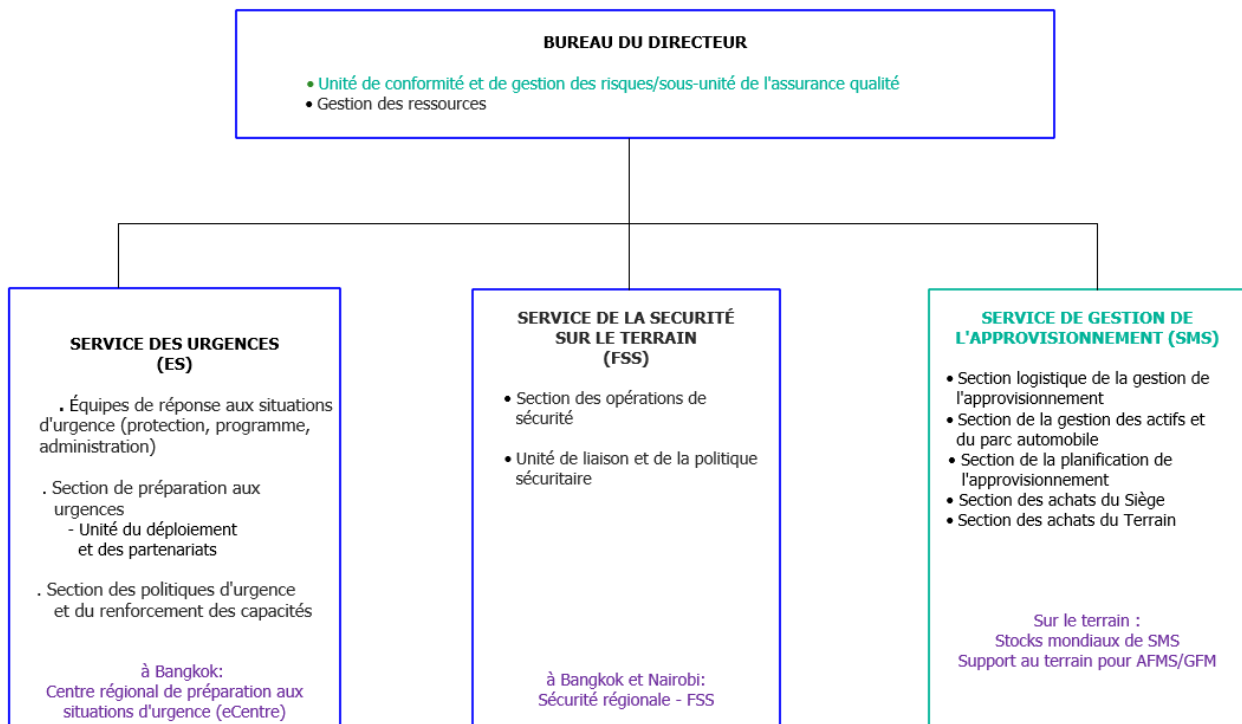 BUREAU DU DIRECTEUR
• Unité de conformité et de gestion des risques/sous-unité de l'assurance qualité
• Gestion des ressources
SERVICE DES URGENCES
(ES)
. Équipes de réponse aux situations
d'urgence (protection, programme,
administration)
. Section de préparation aux
urgences
- Unité du déploiement
et des partenariats
. Section des politiques d'urgence
et du renforcement des capacités
à Bangkok:
Centre régional de préparation aux
situations d'urgence (eCentre)
SERVICE DE LA SECURITÉ
SUR LE TERRAIN
(FSS)
• Section des opérations de
sécurité
• Unité de liaison et de la politique
sécuritaire
à Bangkok et Nairobi:
Sécurité régionale - FSS
SERVICE DE GESTION DE
L'APPROVISIONNEMENT (SMS)
• Section logistique de la gestion de
l'approvisionnement
• Section de la gestion des actifs et
du parc automobile
• Section de la planification de
l'approvisionnement
• Section des achats du Siège
• Section des achats du Terrain
Sur le terrain :
Stocks mondiaux de SMS
Support au terrain pour AFMS/GFM